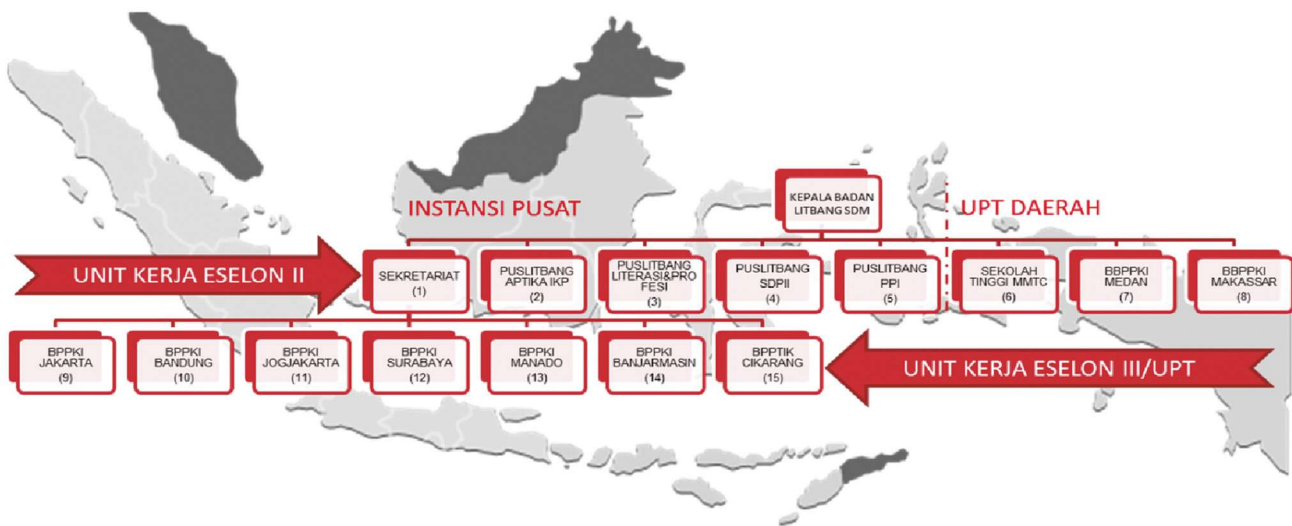 KEPALA BADAN
LITBANG SDM
INSTANSI PUSAT
UPT DAERAH
UNIT KERJA ESELON II
SEKRETARIAT
(1)
PUSLITBANG
APTIKA IKP
(2)
PUSLITBANG
LITERASI&PRO
FESI
(3)
PUSLITBANG
SDPII
(4)
PUSLITBANG
PPI
(5)
SEKOLAH
TINGGI MMTC
(6)
BBPPKI
MEDAN
(7)
BBPPKI
MAKASSAR
(8)
BPPKI
JAKARTA
(9)
BPPKI
BANDUNG
(10)
BPPKI
JOGJAKARTA
(11)
BPPKI
SURABAYA
(12)
BPPKI
MANADO
(13)
BPPKI
BANJARMASIN
(14)
BPPTIK
CIKARANG
(15)
UNIT KERJA ESELON III/UPT